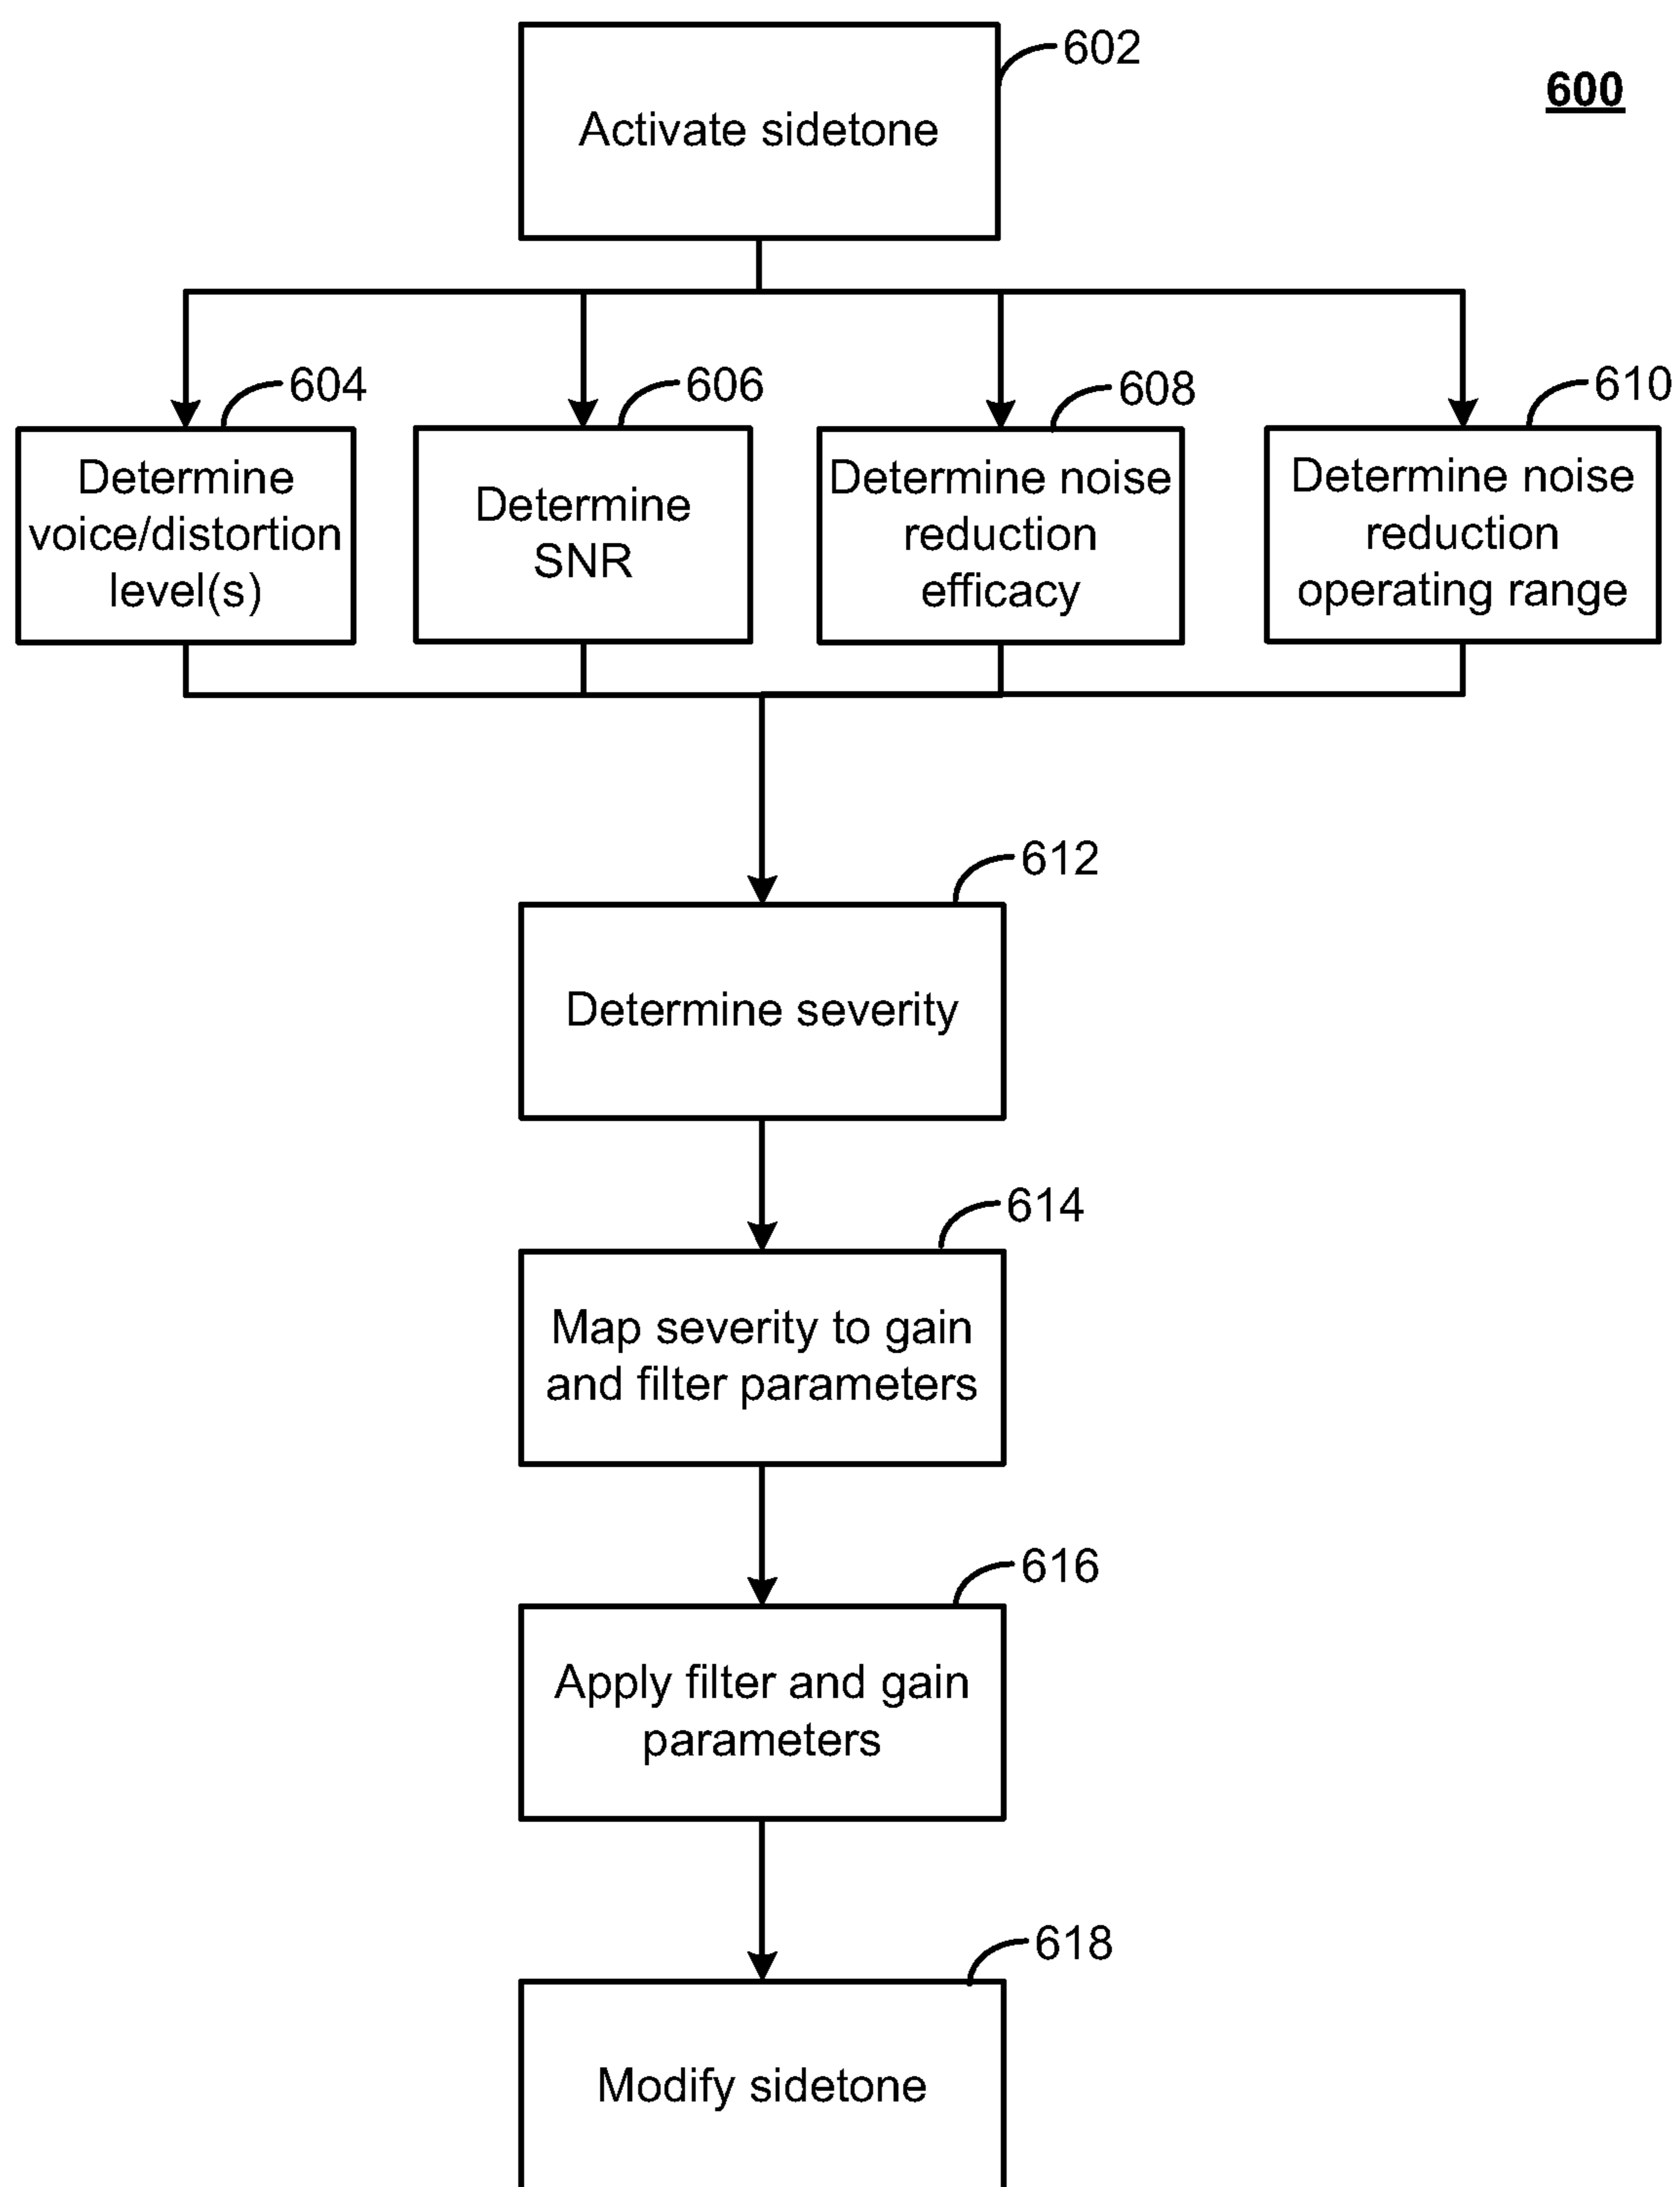 602
600
Activate sidetone
604
606
608
610
Determine
voice/distortion
level(s)
Determine
SNR
Determine noise
reduction
efficacy
Determine noise
reduction
operating range
612
Determine severity
614
Map severity to gain
and filter parameters
616
Apply filter and gain
parameters
618
Modify sidetone